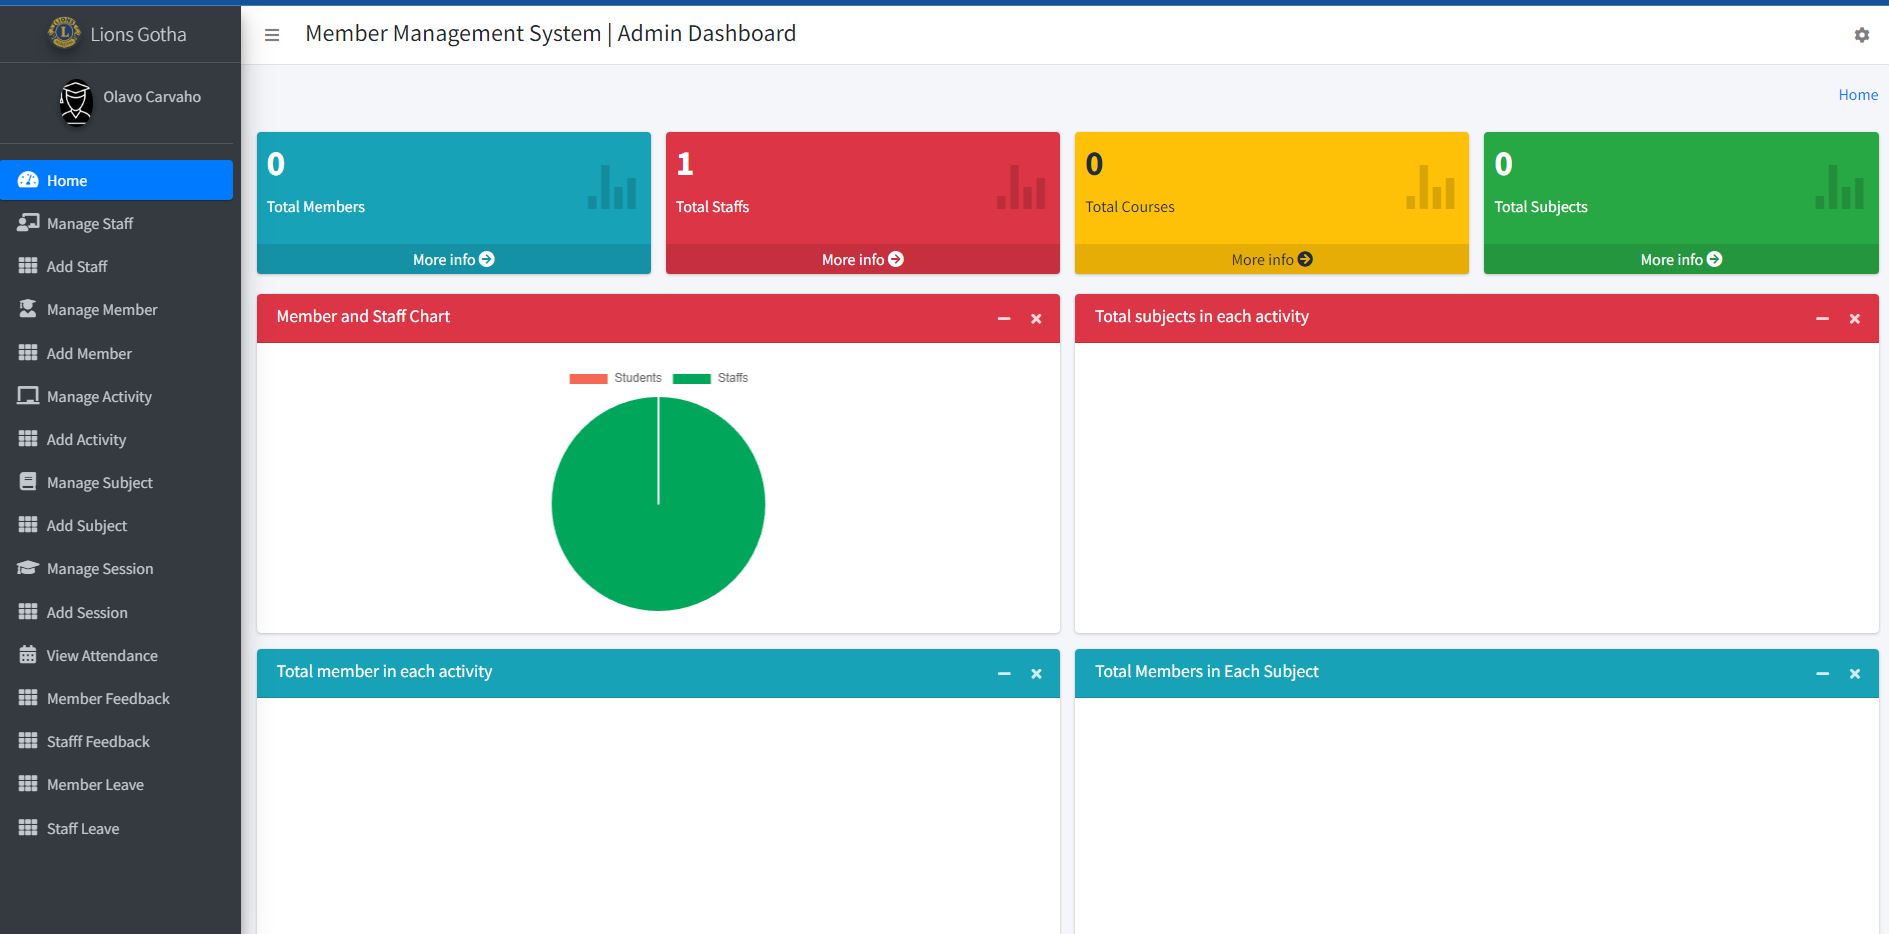 Lions Gotha
Member Management System | Admin Dashboard
Olavo Carvaho
Home
Home
Manage Staff
Add Staff
Manage Member
Add Member
Manage Activity
Add Activity
Manage Subject
Add Subject
Manage Session
Add Session
View Attendance
Member Feedback
Stafff Feedback
Member Leave
Staff Leave
0
Total Members
More info
1
Total Staffs
More info
0
Total Courses
More info
0
Total Subjects
More info
Member and Staff Chart
Students Staffs
Total subjects in each activity
Total member in each activity
Total Members in Each Subject